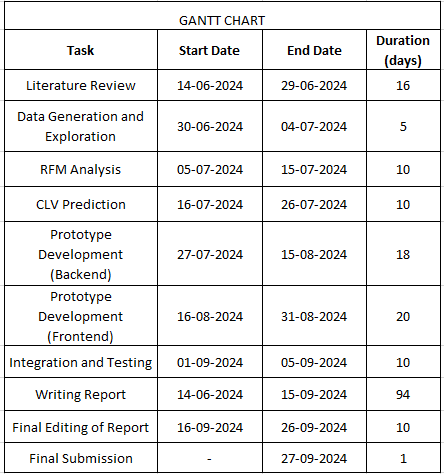 GANTT CHART
Task Start Date End Date Duration (days)
Literature Review 14-06-2024 29-06-2024 16
Data Generation and Exploration 30-06-2024 04-07-2024 5
RFM Analysis 05-07-2024 15-07-2024 10
CLV Prediction 16-07-2024 26-07-2024 10
Prototype Development (Backend) 27-07-2024 15-08-2024 18
Prototype Development (Frontend) 16-08-2024 31-08-2024 20
Integration and Testing 01-09-2024 05-09-2024 10
Writing Report 14-06-2024 15-09-2024 94
Final Editing of Report 16-09-2024 26-09-2024 10
Final Submission - 27-09-2024 1